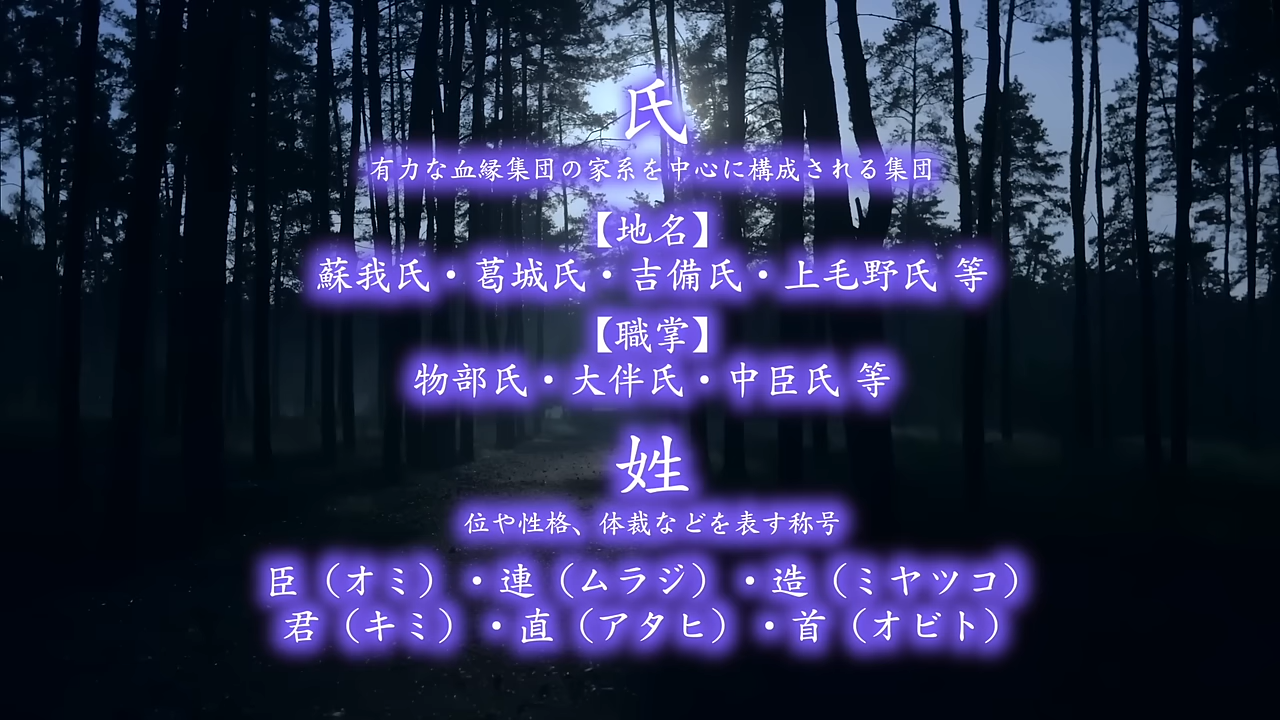 氏
有力な血縁集団の家系を中心に構成される集団
【地名】
蘇我氏・葛城氏・吉備氏・上毛野氏 等
【職掌】
物部氏・大伴氏・中臣氏 等
姓
位や性格、体裁などを表す称号
臣（オミ）・連（ムラジ）・造（ミヤツコ）
君（キミ）・直（アタヒ）・首（オビト）